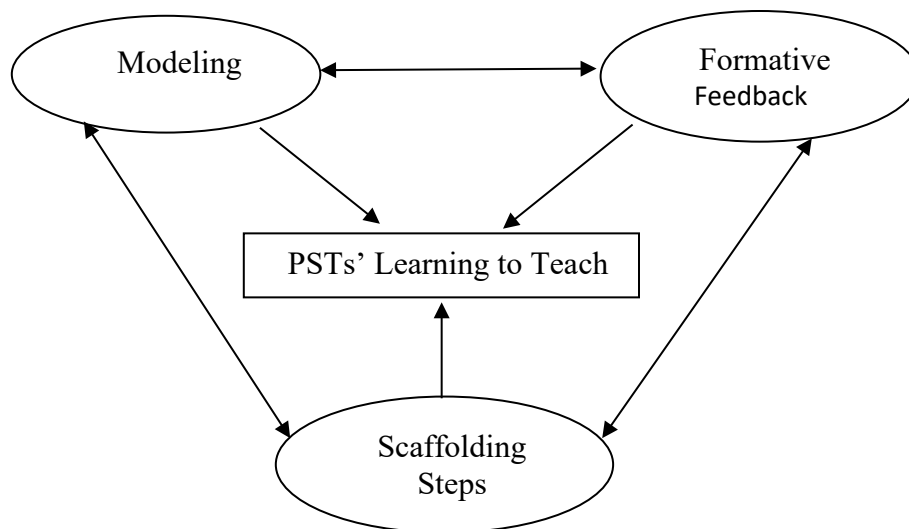 Modeling
Formative
Feedback
PSTs’ Learning to Teach
Scaffolding
Steps